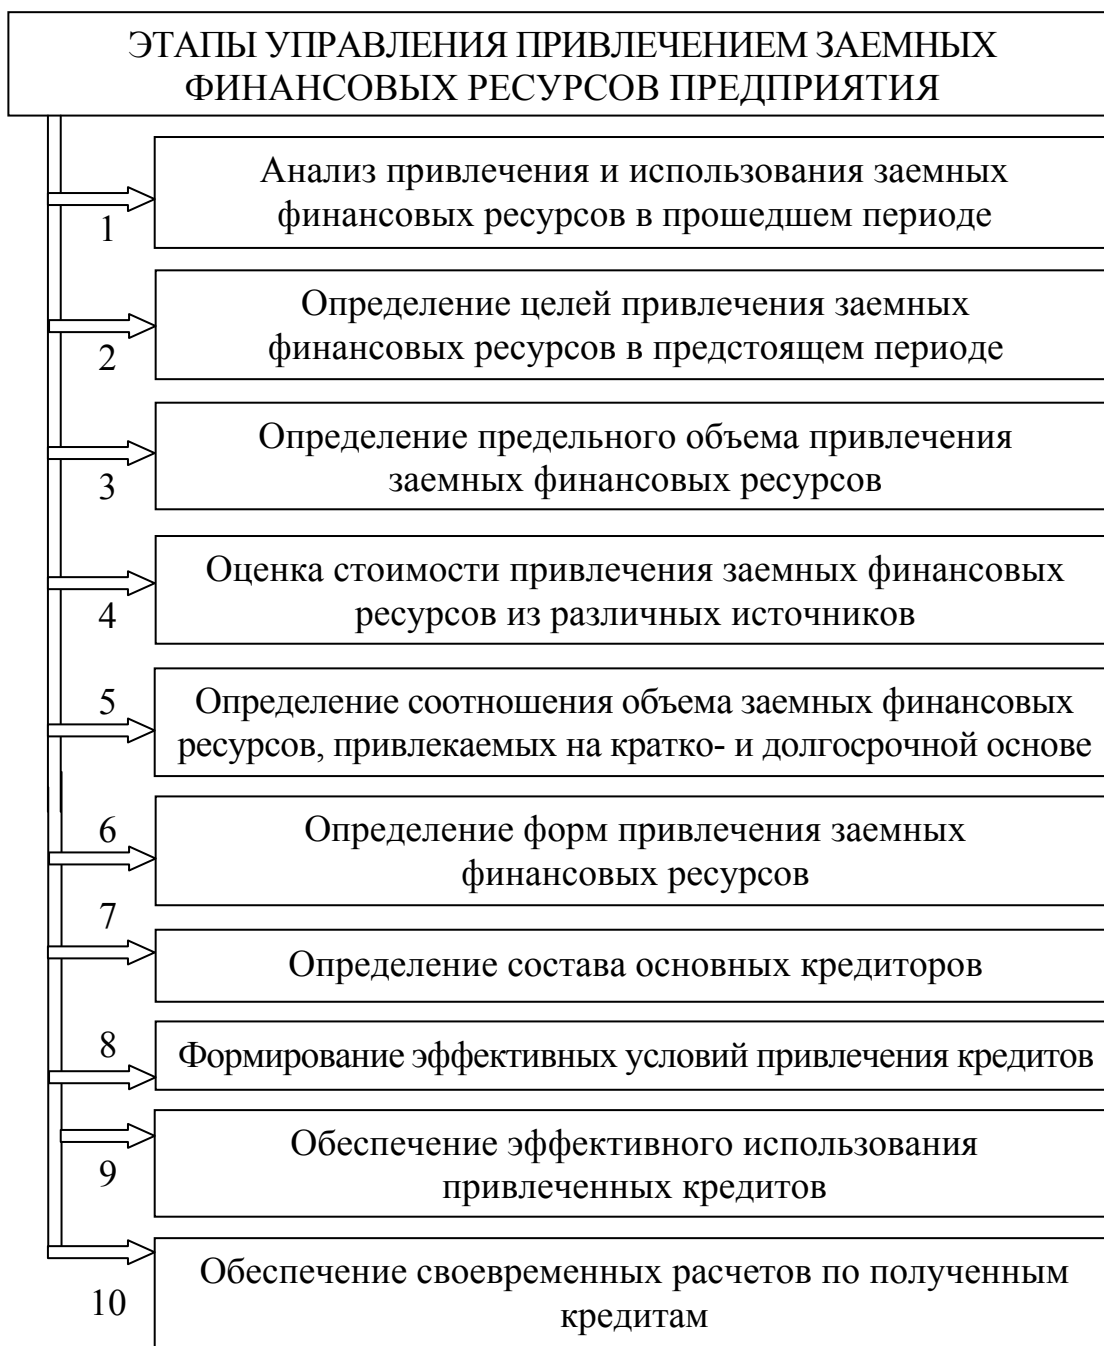 ЭТАПЫ УПРАВЛЕНИЯ ПРИВЛЕЧЕНИЕМ ЗАЕМНЫХ
ФИНАНСОВЫХ РЕСУРСОВ ПРЕДПРИЯТИЯ
Анализ привлечения и использования заемных
финансовых ресурсов в прошедшем периоде
1
Определение целей привлечения заемных
финансовых ресурсов в предстоящем периоде
2
Определение предельного объема привлечения
заемных финансовых ресурсов
3
Оценка стоимости привлечения заемных финансовых
ресурсов из различных источников
4
5
Определение соотношения объема заемных финансовых
ресурсов, привлекаемых на кратко- и долгосрочной основе
6
Определение форм привлечения заемных
финансовых ресурсов
7
Определение состава основных кредиторов
8
Формирование эффективных условий привлечения кредитов
Обеспечение эффективного использования
привлеченных кредитов
9
Обеспечение своевременных расчетов по полученным
кредитам
10